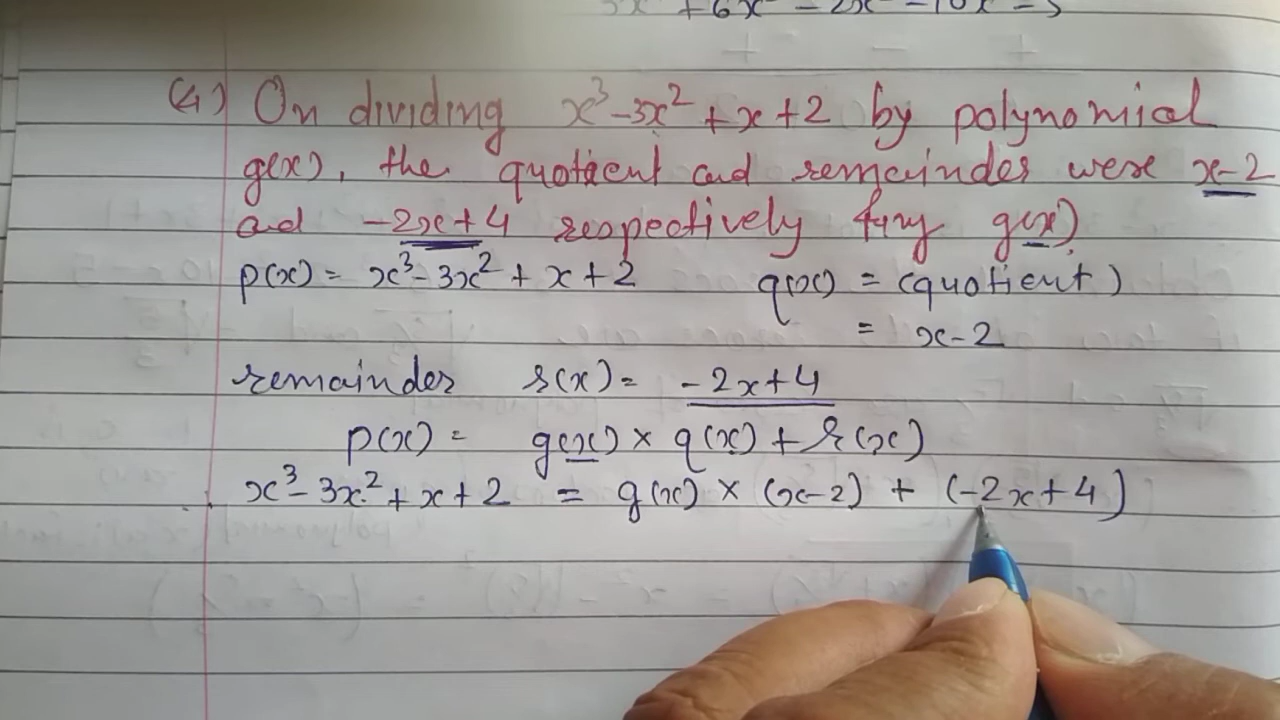 (4) On dividing x³-3x²+x+2 by polynomial
g(x), the quotient and remainder were x-2
and -2x+4 respectively g(x)
p(x) = x³-3x²+x+2 q(x) = (quotient)
= x-2
remainder r(x) = -2x+4
p(x) = g(x) × q(x) + r(x)
x³-3x²+x+2 = g(x) × (x-2) + (-2x+4)